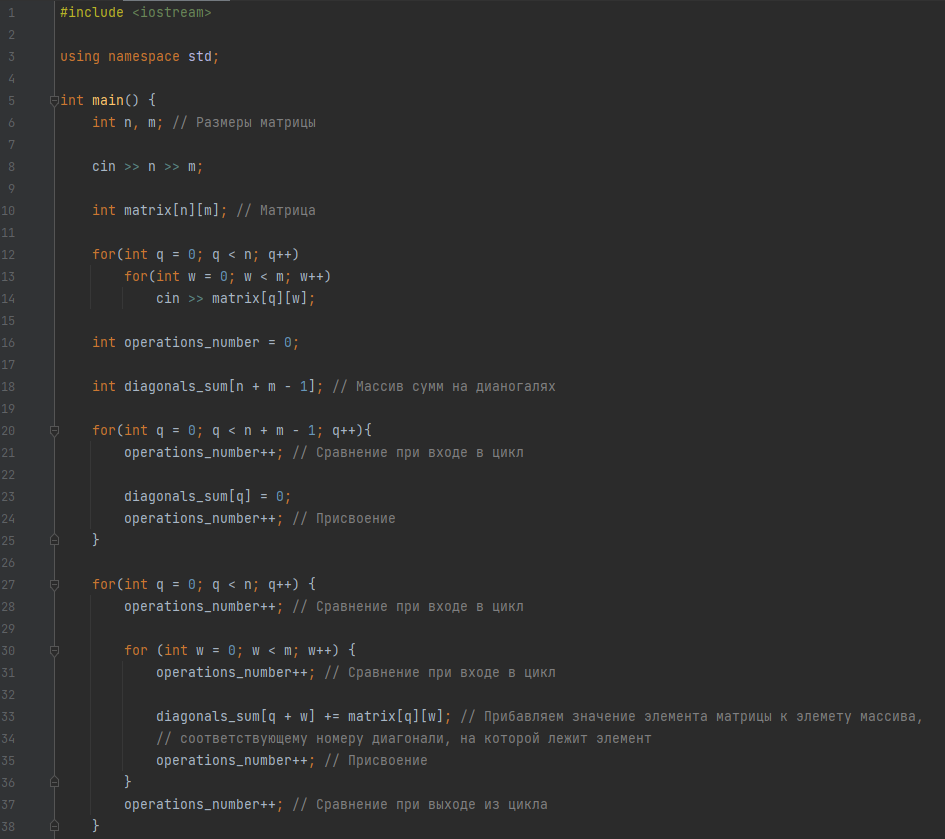 1 #include <iostream>
2
3 using namespace std;
4
5 int main() {
6 int n, m; // Размеры матрицы
7
8 cin >> n >> m;
9
10 int matrix[n][m]; // Матрица
11
12 for(int q = 0; q < n; q++)
13 for(int w = 0; w < m; w++)
14 cin >> matrix[q][w];
15
16 int operations_number = 0;
17
18 int diagonals_sum[n + m - 1]; // Массив сумм на дианогалях
19
20 for(int q = 0; q < n + m - 1; q++){
21 operations_number++; // Сравнение при входе в цикл
22
23 diagonals_sum[q] = 0;
24 operations_number++; // Присвоение
25 }
26
27 for(int q = 0; q < n; q++) {
28 operations_number++; // Сравнение при входе в цикл
29
30 for (int w = 0; w < m; w++) {
31 operations_number++; // Сравнение при входе в цикл
32
33 diagonals_sum[q + w] += matrix[q][w]; // Прибавляем значение элемента матрицы к элемету массива,
34 // соответствующему номеру диагонали, на которой лежит элемент
35 operations_number++; // Присвоение
36 }
37 operations_number++; // Сравнение при выходе из цикла
38 }